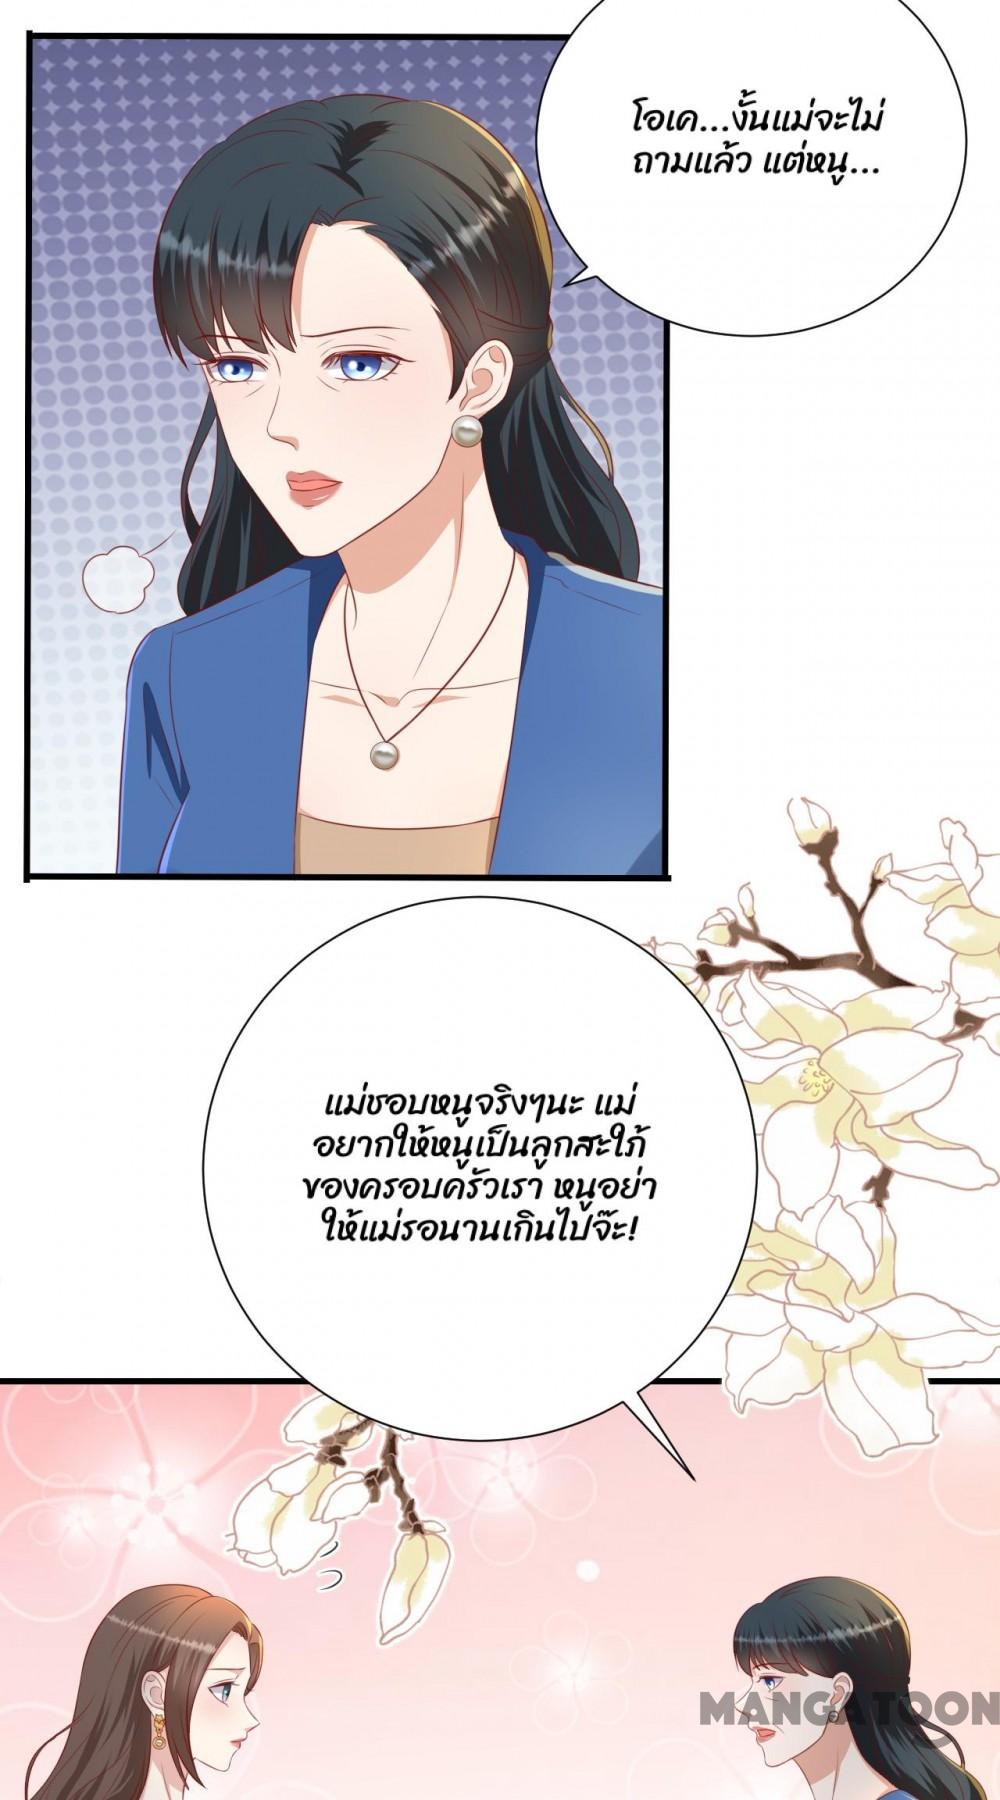 โอเค...งั้นแม่จะไม่
ถามแล้ว แต่หนู...
แม่ชอบหนูจริงๆนะ แม่
อยากให้หนูเป็นลูกสะใภ้
ของครอบครัวเรา หนูอย่า
ให้แม่รอนานเกินไปจ๊ะ!
MANGATOON